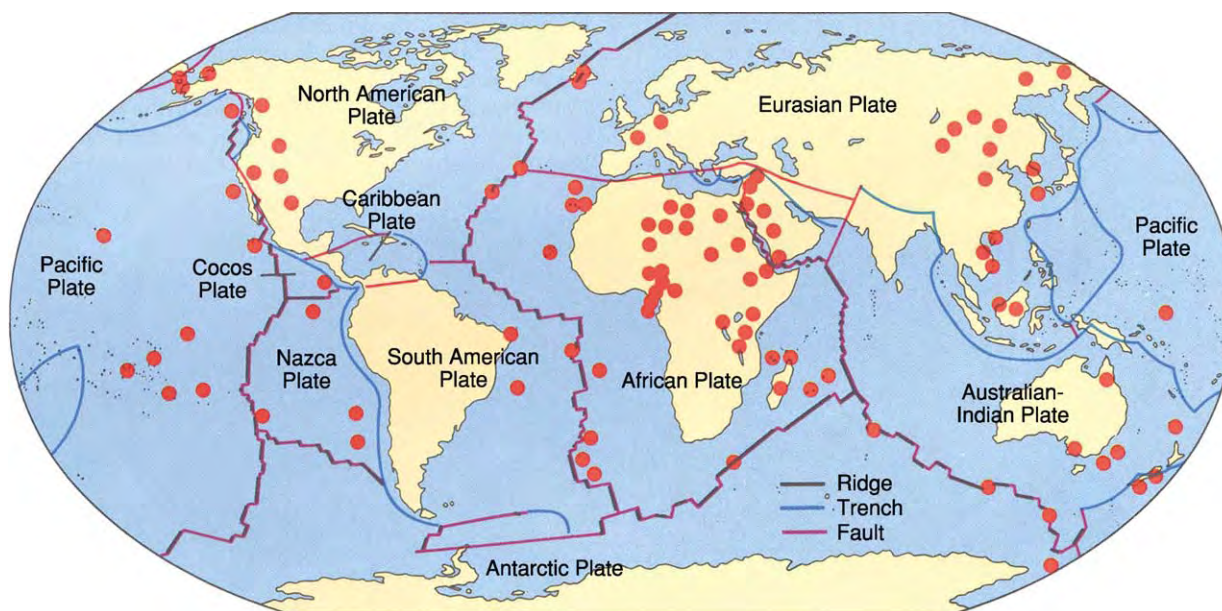 North American
Plate
Eurasian Plate
Caribbean
Plate
Pacific
Plate
Cocos
Plate
Pacific
Plate
Nazca
Plate
South American
Plate
African Plate
Australian-
Indian Plate
Ridge
Trench
Fault
Antarctic Plate